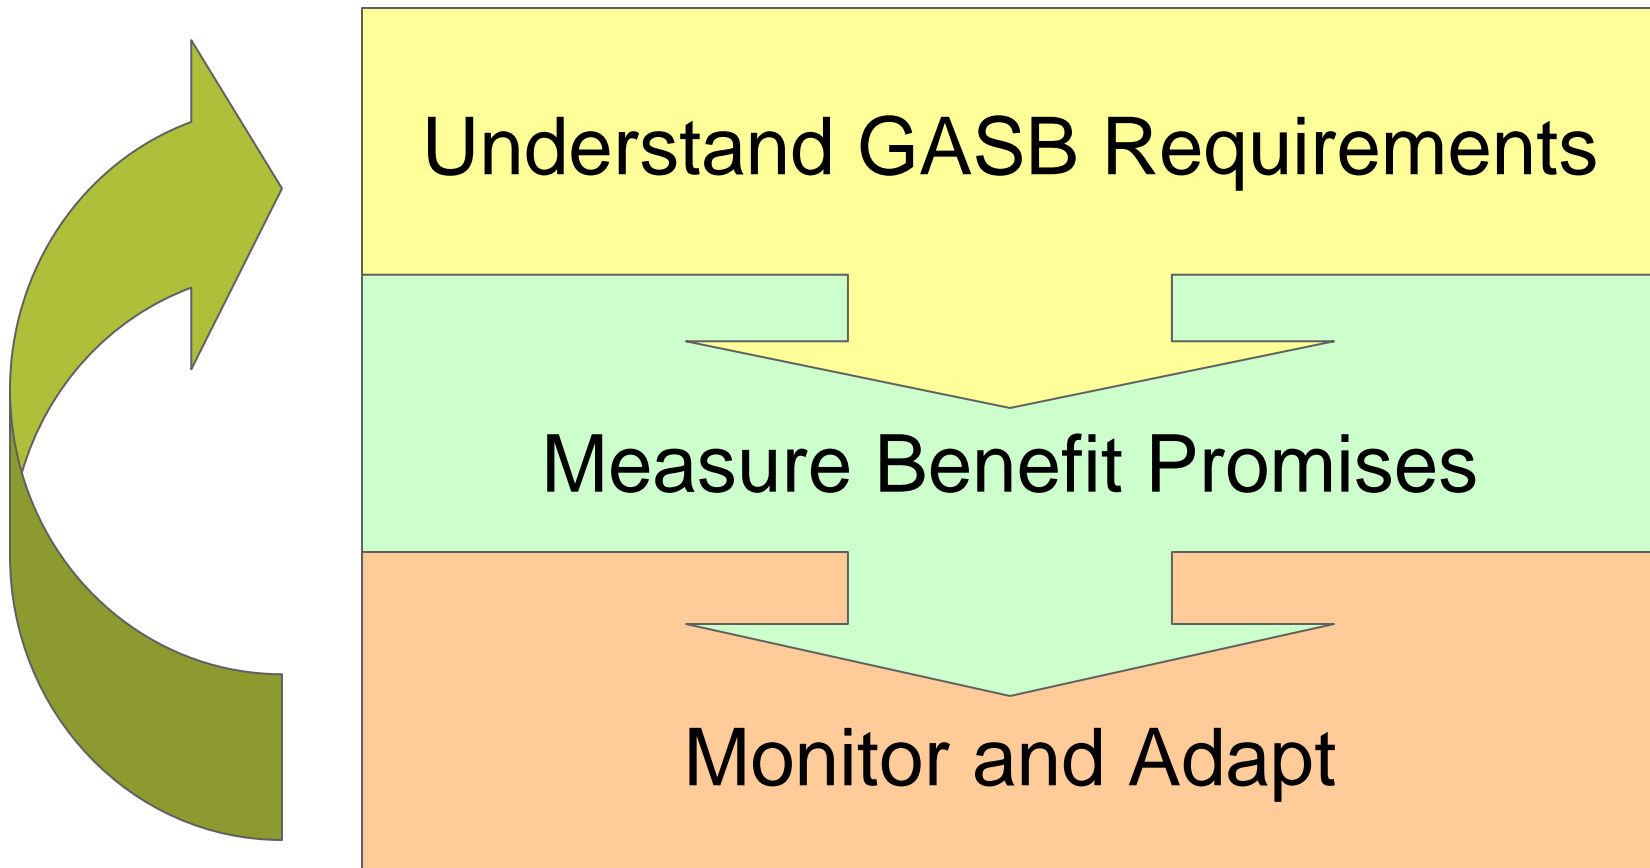 Understand GASB Requirements
Measure Benefit Promises
Monitor and Adapt